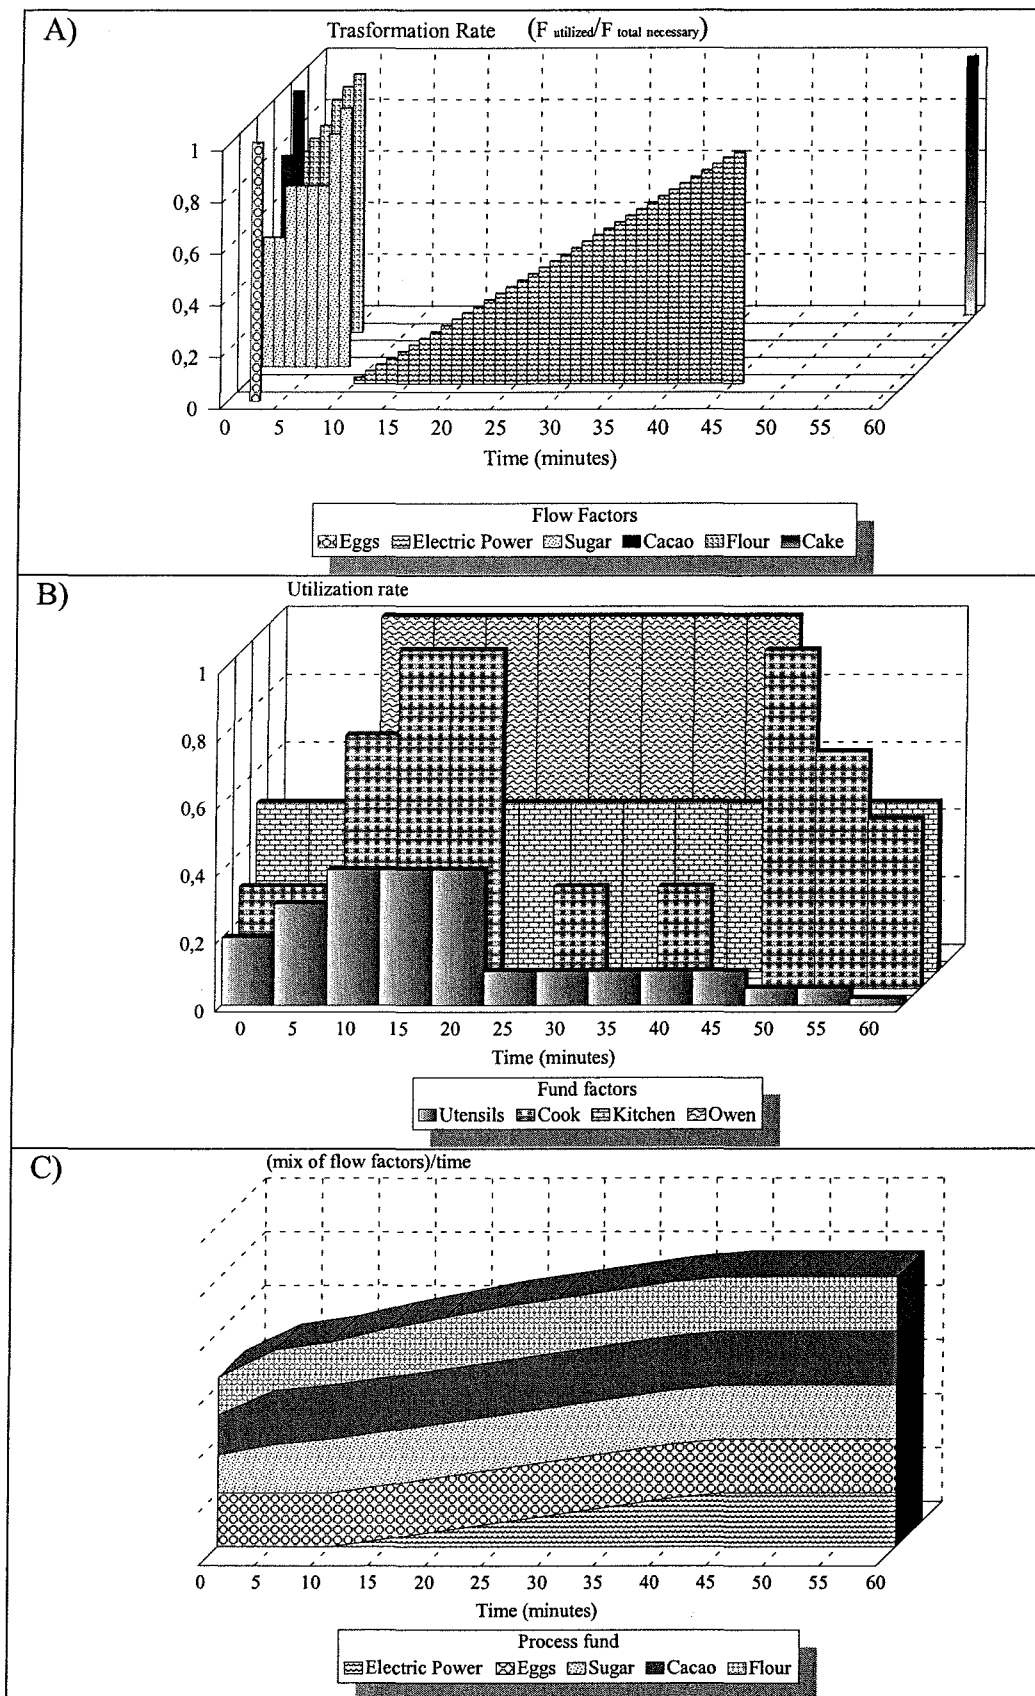 A)
Trasformation Rate (F utilized/F total necessary)
1
0,8
0,6
0,4
0,2
0
0 5 10 15 20 25 30 35 40 45 50 55 60
Time (minutes)
Flow Factors
Eggs Electric Power Sugar Cacao Flour Cake
B)
Utilization rate
1
0,8
0,6
0,4
0,2
0
0 5 10 15 20 25 30 35 40 45 50 55 60
Time (minutes)
Fund factors
Utensils Cook Kitchen Owen
C)
(mix of flow factors)/time
0 5 10 15 20 25 30 35 40 45 50 55 60
Time (minutes)
Process fund
Electric Power Eggs Sugar Cacao Flour